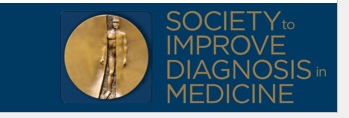 SOCIETY to
IMPROVE
DIAGNOSIS in
MEDICINE